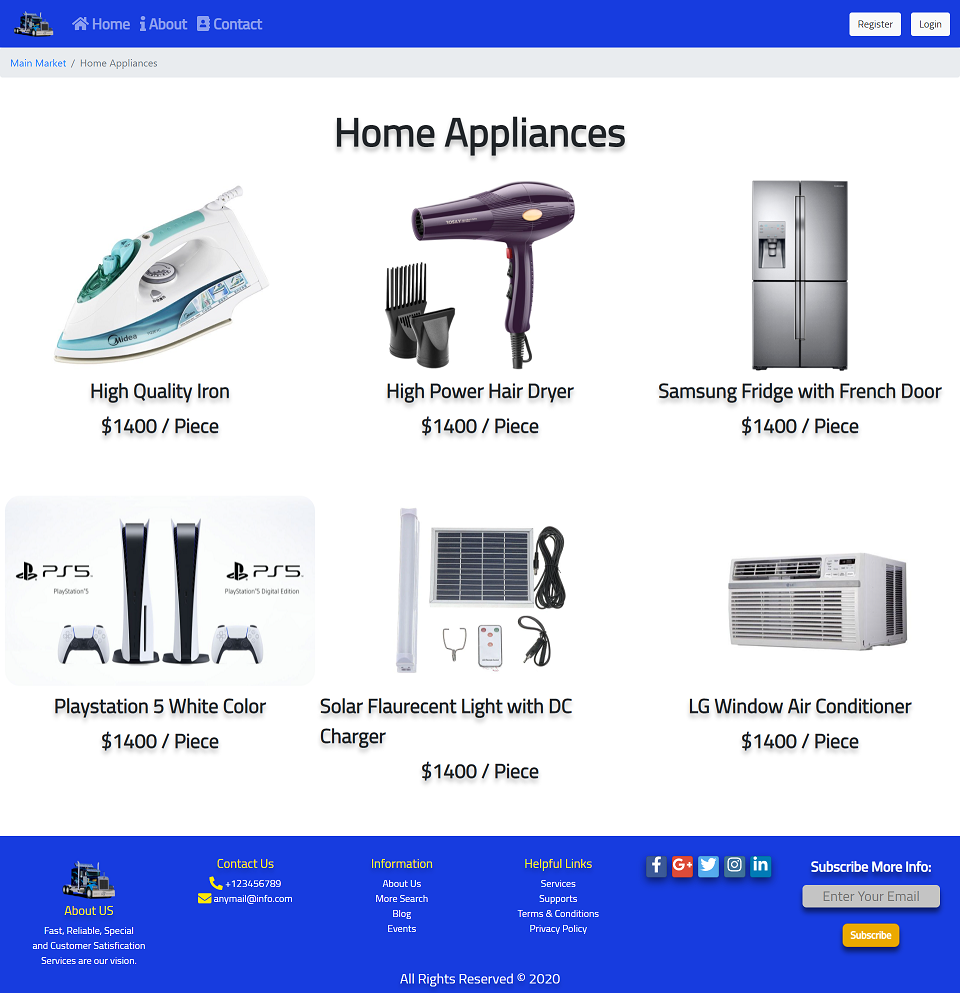 Home About Contact Register Login
Main Market / Home Appliances
Home Appliances
Midea
SAMSUNG
High Quality Iron
$1400 / Piece
High Power Hair Dryer
$1400 / Piece
Samsung Fridge with French Door
$1400 / Piece
PS5
PlayStation 5
PS5
PlayStation 5 Digital Edition
Playstation 5 White Color
$1400 / Piece
Solar Flaurecent Light with DC
Charger
$1400 / Piece
LG Window Air Conditioner
$1400 / Piece
About US
Fast, Reliable, Special
and Customer Satisfication
Services are our vision.
Contact Us
+123456789
anymail@info.com
Information
About Us
More Search
Blog
Events
Helpful Links
Services
Supports
Terms & Conditions
Privacy Policy
Subscribe More Info:
Enter Your Email
Subscribe
All Rights Reserved © 2020